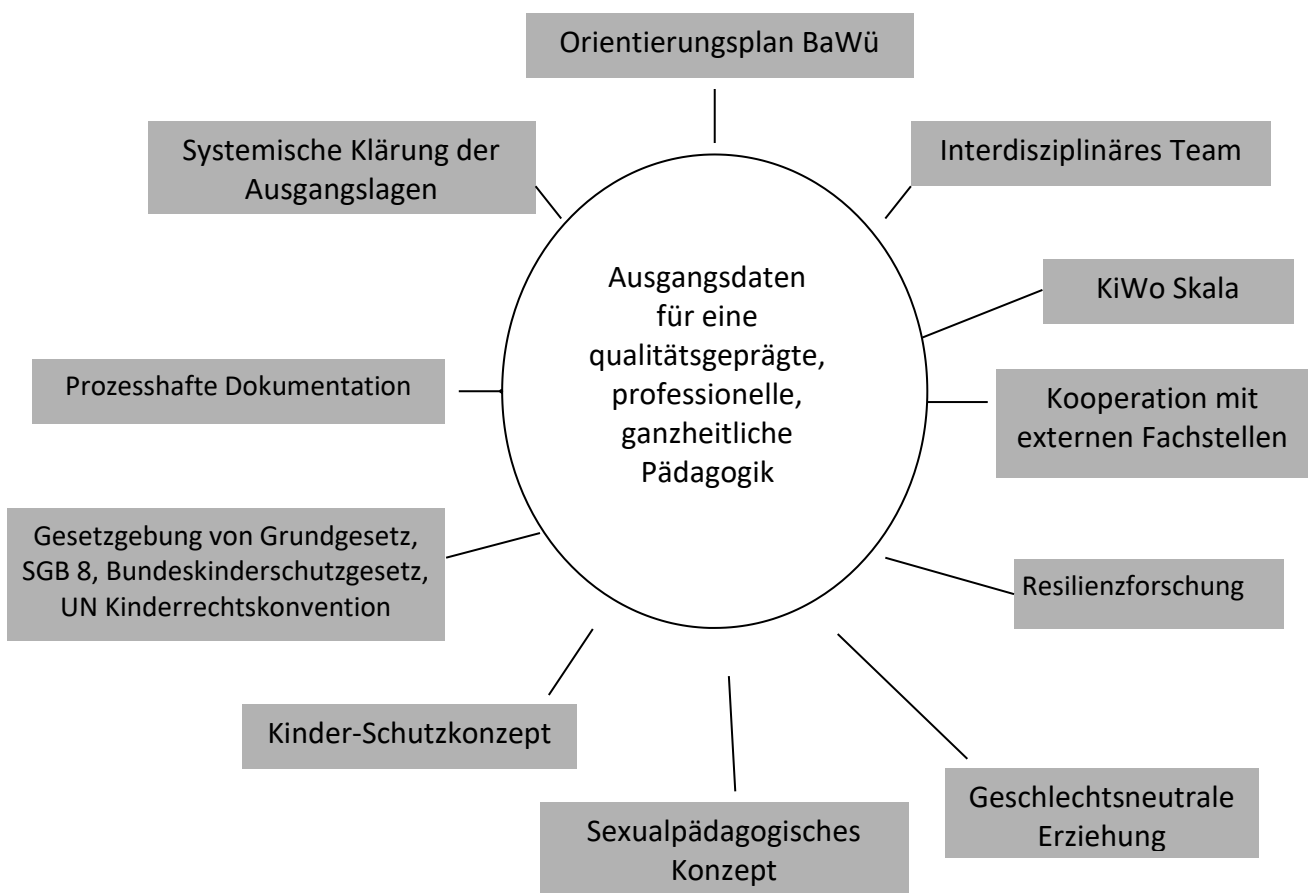 Orientierungsplan BaWü
Systemische Klärung der
Ausgangslagen
Interdisziplinäres Team
Ausgangsdaten
für eine
qualitätsgeprägte,
professionelle,
ganzheitliche
Pädagogik
KiWo Skala
Prozesshafte Dokumentation
Kooperation mit
externen Fachstellen
Gesetzgebung von Grundgesetz,
SGB 8, Bundeskinderschutzgesetz,
UN Kinderrechtskonvention
Resilienzforschung
Kinder-Schutzkonzept
Geschlechtsneutrale
Erziehung
Sexualpädagogisches
Konzept